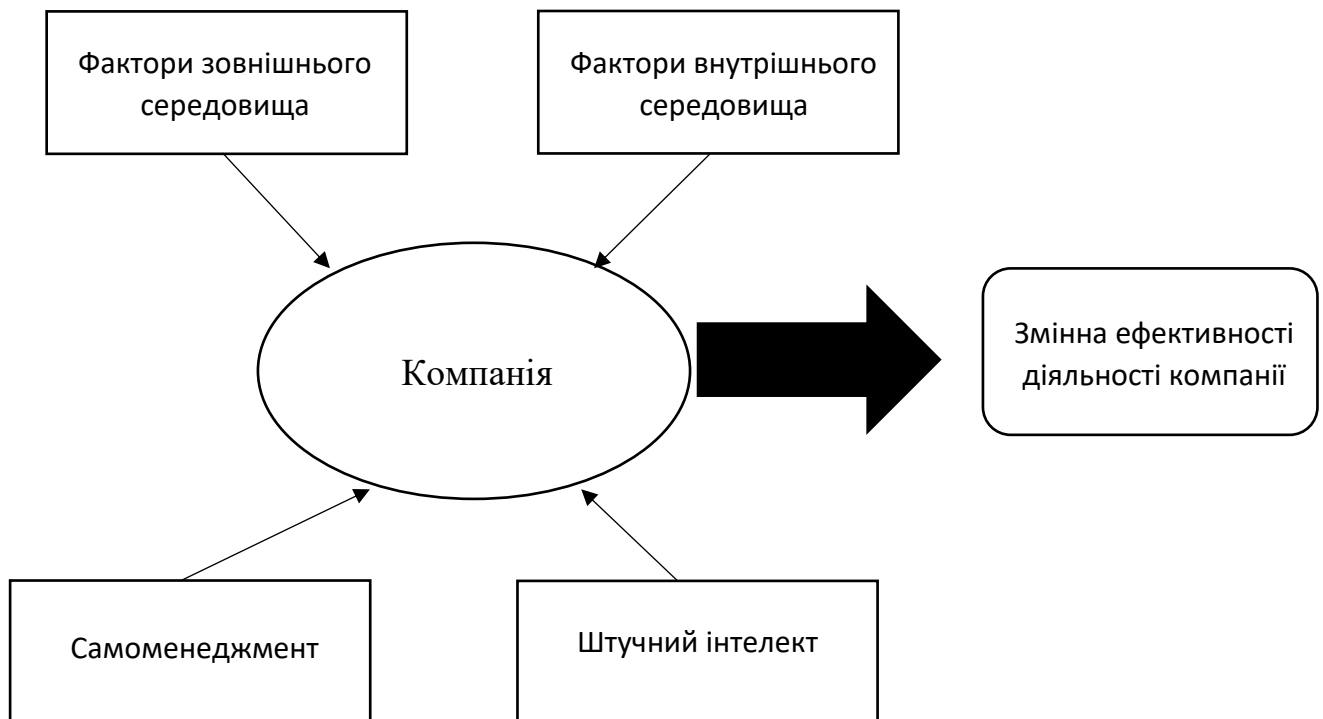 Фактори зовнішнього
середовища
Фактори внутрішнього
середовища
Компанія
Змінна ефективності
діяльності компанії
Самоменеджмент
Штучний інтелект